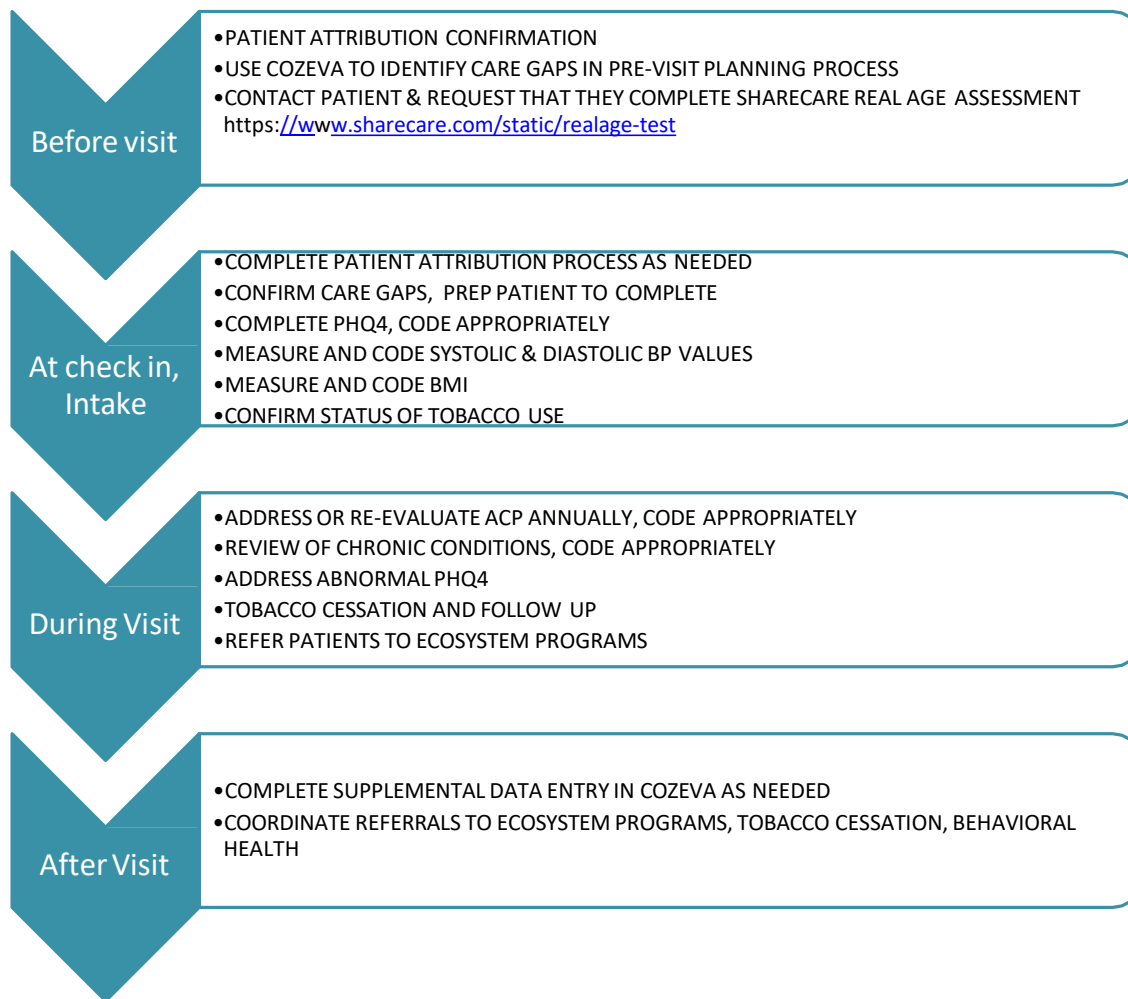 Before visit
•PATIENT ATTRIBUTION CONFIRMATION
•USE COZEVA TO IDENTIFY CARE GAPS IN PRE-VISIT PLANNING PROCESS
•CONTACT PATIENT & REQUEST THAT THEY COMPLETE SHARECARE REAL AGE ASSESSMENT
https://www.sharecare.com/static/realage-test
At check in,
Intake
•COMPLETE PATIENT ATTRIBUTION PROCESS AS NEEDED
•CONFIRM CARE GAPS, PREP PATIENT TO COMPLETE
•COMPLETE PHQ4, CODE APPROPRIATELY
•MEASURE AND CODE SYSTOLIC & DIASTOLIC BP VALUES
•MEASURE AND CODE BMI
•CONFIRM STATUS OF TOBACCO USE
During Visit
•ADDRESS OR RE-EVALUATE ACP ANNUALLY, CODE APPROPRIATELY
•REVIEW OF CHRONIC CONDITIONS, CODE APPROPRIATELY
•ADDRESS ABNORMAL PHQ4
•TOBACCO CESSATION AND FOLLOW UP
•REFER PATIENTS TO ECOSYSTEM PROGRAMS
After Visit
•COMPLETE SUPPLEMENTAL DATA ENTRY IN COZEVA AS NEEDED
•COORDINATE REFERRALS TO ECOSYSTEM PROGRAMS, TOBACCO CESSATION, BEHAVIORAL
HEALTH